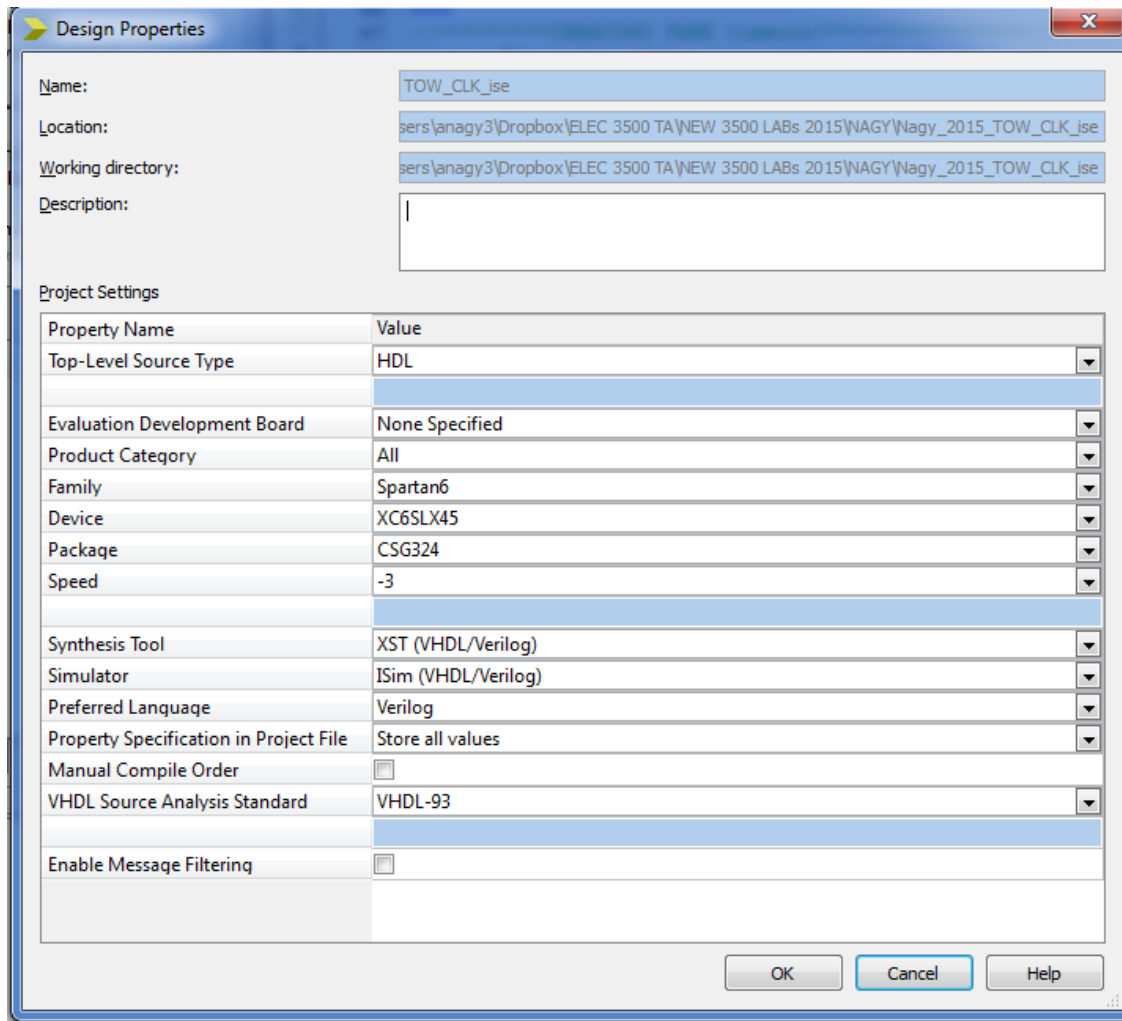 Design Properties
Name: TOW_CLK_ise
Location: sers\anagy3\Dropbox\ELEC 3500 TA\NEW 3500 LABs 2015\NAGY\Nagy_2015_TOW_CLK_ise
Working directory: sers\anagy3\Dropbox\ELEC 3500 TA\NEW 3500 LABs 2015\NAGY\Nagy_2015_TOW_CLK_ise
Description:
Project Settings
Property Name Value
Top-Level Source Type HDL
Evaluation Development Board None Specified
Product Category All
Family Spartan6
Device XC6SLX45
Package CSG324
Speed -3
Synthesis Tool XST (VHDL/Verilog)
Simulator ISim (VHDL/Verilog)
Preferred Language Verilog
Property Specification in Project File Store all values
Manual Compile Order
VHDL Source Analysis Standard VHDL-93
Enable Message Filtering
OK Cancel Help